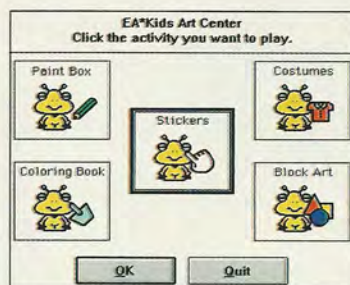 EA*Kids Art Center
Click the activity you want to play.
Paint Box
Costumes
Stickers
Coloring Book
Block Art
OK
Quit